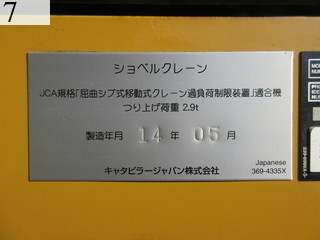 7
ショベルクレーン
JCA規格｢屈曲シブ式移動式クレーン過負荷制限装置｣適合機
つり上げ荷重 2.9t
製造年月 14 年 05 月
キャタピラージャパン株式会社
Japanese
369-4335X